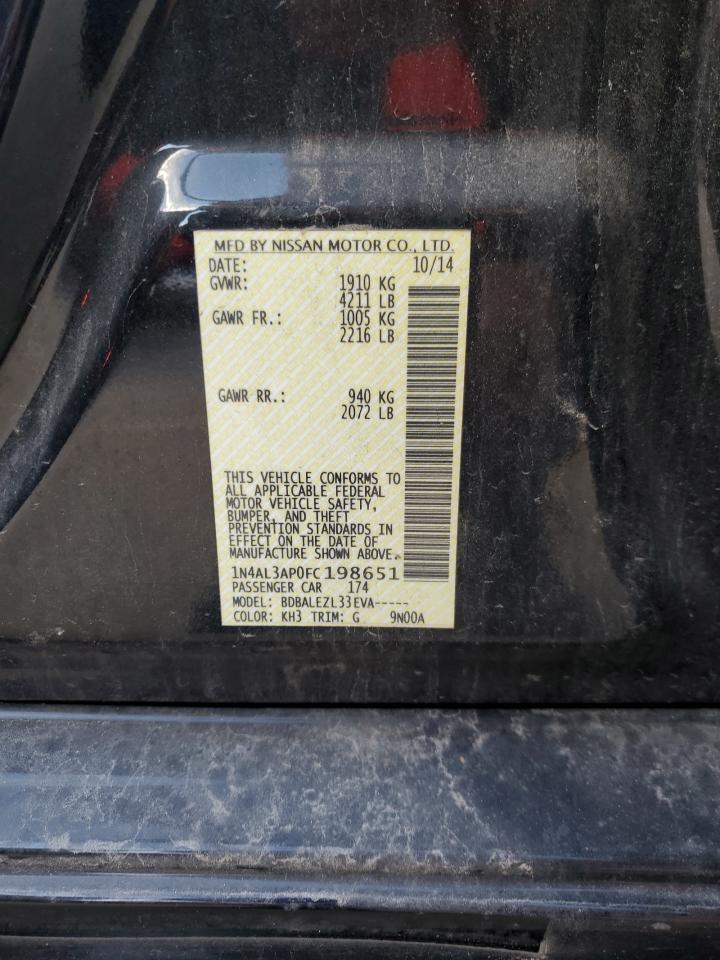 MFD BY NISSAN MOTOR CO., LTD.
DATE: 10/14
GVWR: 1910 KG
4211 LB
GAWR FR.: 1005 KG
2216 LB
GAWR RR.: 940 KG
2072 LB
THIS VEHICLE CONFORMS TO
ALL APPLICABLE FEDERAL
MOTOR VEHICLE SAFETY,
BUMPER, AND THEFT
PREVENTION STANDARDS IN
EFFECT ON THE DATE OF
MANUFACTURE SHOWN ABOVE.
1N4AL3AP0FC198651
PASSENGER CAR 174
MODEL: BDBALEZL33EVA-----
COLOR: KH3 TRIM: G 9N00A